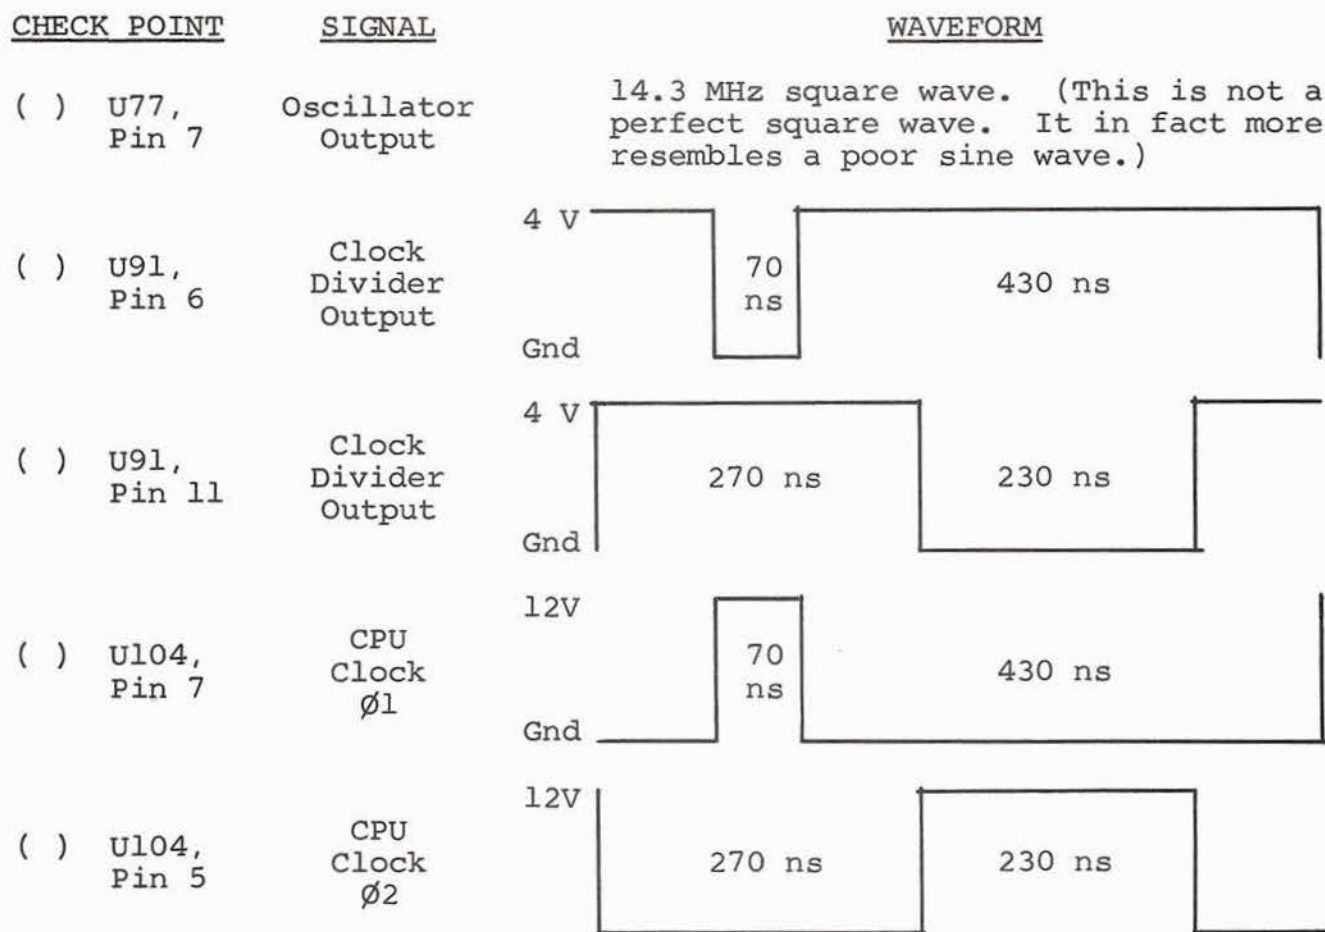 CHECK POINT SIGNAL WAVEFORM
( ) U77, Pin 7
Oscillator Output
14.3 MHz square wave. (This is not a
perfect square wave. It in fact more
resembles a poor sine wave.)
( ) U91, Pin 6
Clock
Divider
Output
4 V
70
ns
430 ns
Gnd
( ) U91, Pin 11
Clock
Divider
Output
4 V
270 ns
230 ns
Gnd
( ) U104, Pin 7
CPU
Clock
Ø1
12V
70
ns
430 ns
Gnd
( ) U104, Pin 5
CPU
Clock
Ø2
12V
270 ns
230 ns